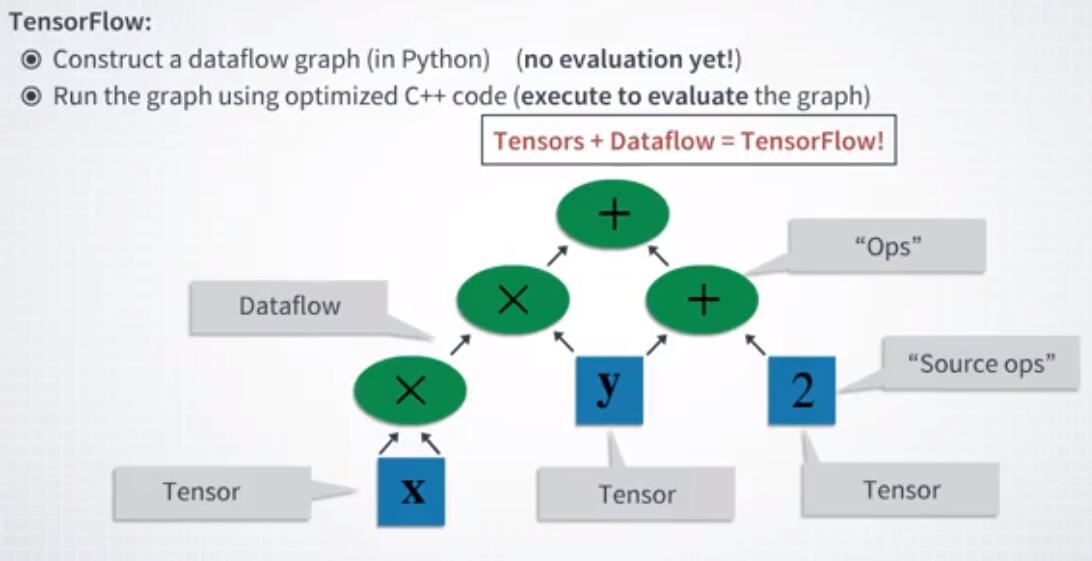 TensorFlow:
◉ Construct a dataflow graph (in Python) (no evaluation yet!)
◉ Run the graph using optimized C++ code (execute to evaluate the graph)
Tensors + Dataflow = TensorFlow!
+
“Ops”
× +
Dataflow
“Source ops”
× y 2
Tensor x Tensor Tensor